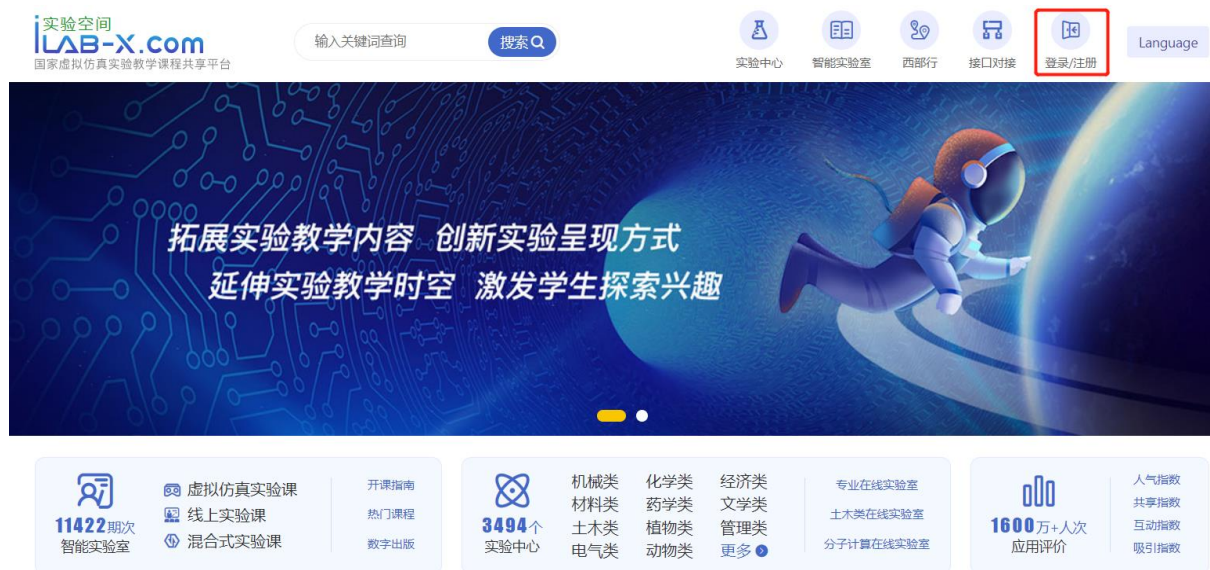 实验空间
iLAB-X.com
国家虚拟仿真实验教学课程共享平台
输入关键词查询
搜索
实验中心
智能实验室
西部行
接口对接
登录/注册
Language
拓展实验教学内容 创新实验呈现方式
延伸实验教学时空 激发学生探索兴趣
11422期次
智能实验室
虚拟仿真实验课
线上实验课
混合式实验课
开课指南
热门课程
数字出版
3494个
实验中心
机械类 化学类 经济类
材料类 药学类 文学类
土木类 植物类 管理类
电气类 动物类 更多
专业在线实验室
土木类在线实验室
分子计算在线实验室
1600万+人次
应用评价
人气指数
共享指数
互动指数
吸引指数